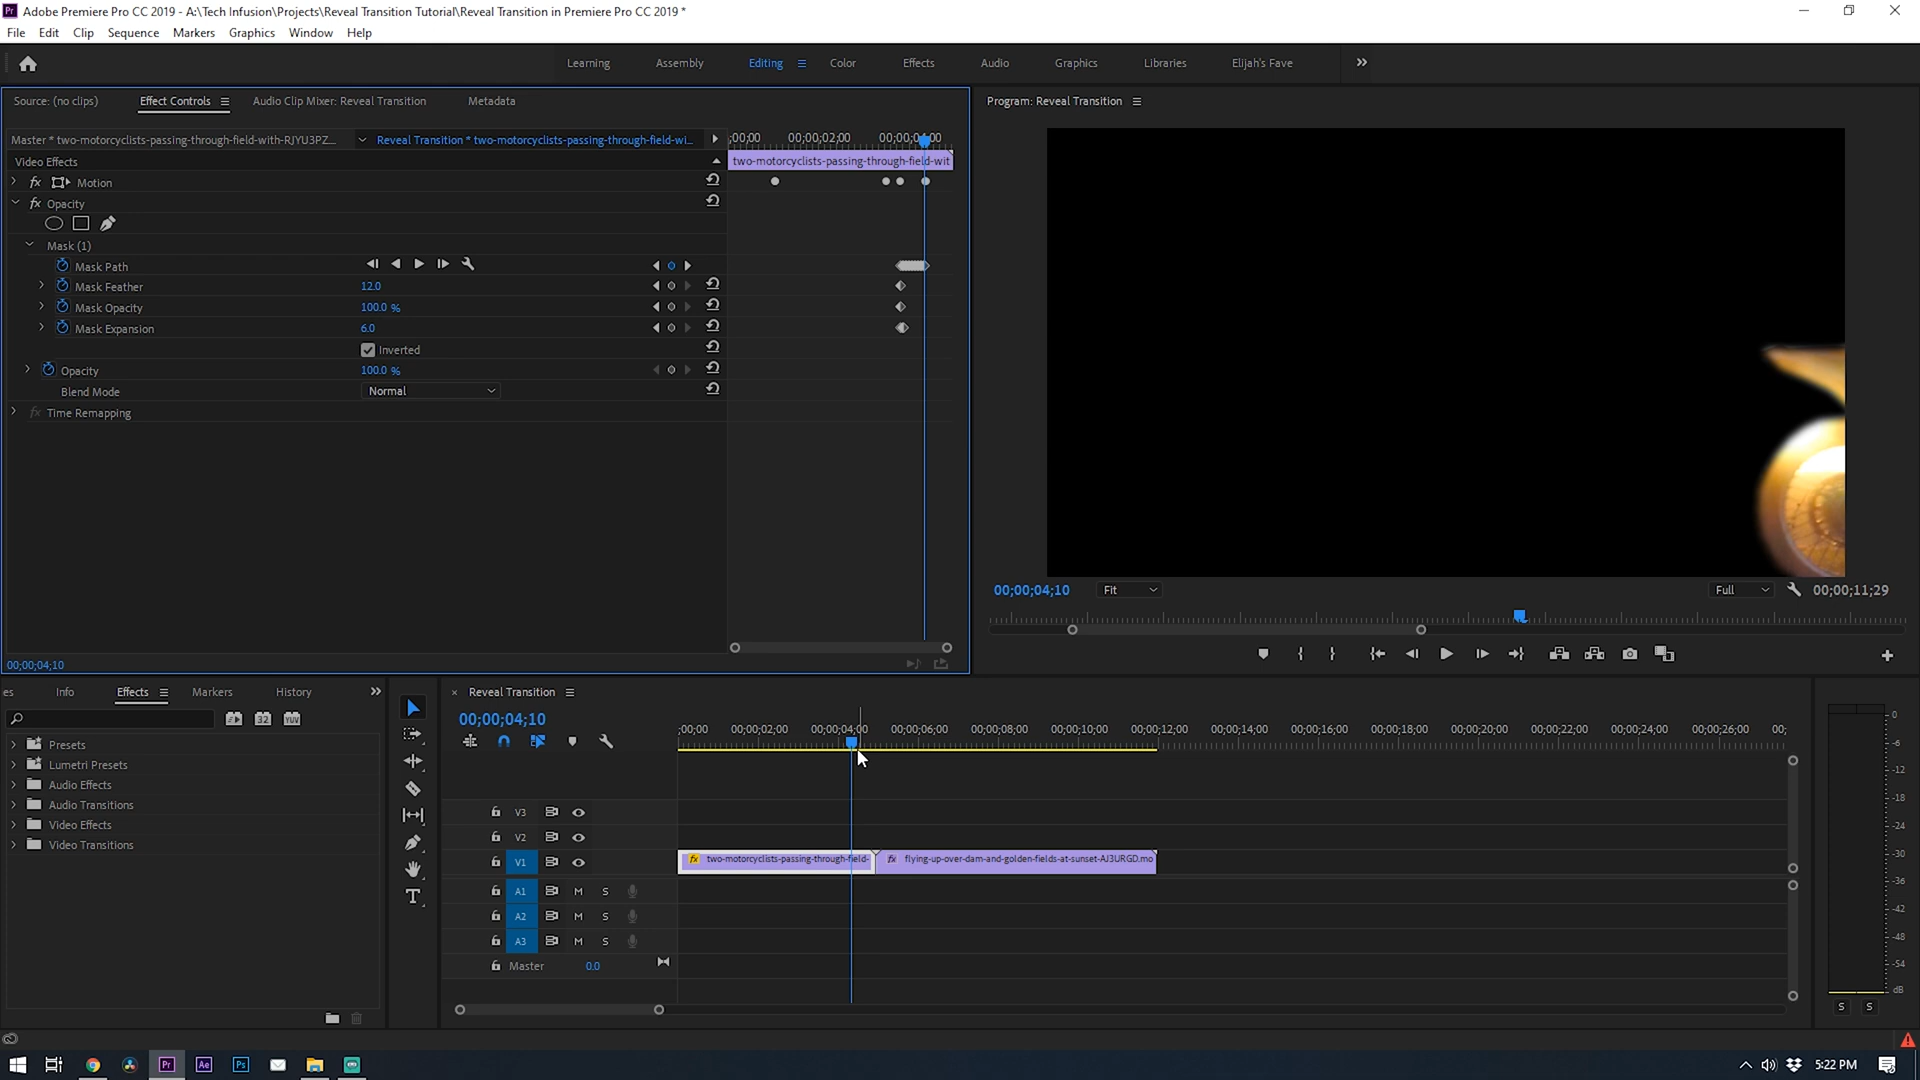 Adobe Premiere Pro CC 2019 - A:\Tech Infusion\Projects\Reveal Transition Tutorial\Reveal Transition in Premiere Pro CC 2019 *
File Edit Clip Sequence Markers Graphics Window Help
Learning Assembly Editing Color Effects Audio Graphics Libraries Elijah's Fave
Source: (no clips) Effect Controls Audio Clip Mixer: Reveal Transition Metadata
Program: Reveal Transition
Master * two-motorcyclists-passing-through-field-with-RJYU3PZ... Reveal Transition * two-motorcyclists-passing-through-field-wi...
;00;00 00;00;02;00 00;00;04;00
Video Effects
two-motorcyclists-passing-through-field-wit
fx Motion
fx Opacity
Mask (1)
Mask Path
Mask Feather 12.0
Mask Opacity 100.0 %
Mask Expansion 6.0
Inverted
Opacity 100.0 %
Blend Mode Normal
fx Time Remapping
00;00;04;10 Fit Full 00;00;11;29
00;00;04;10
es Info Effects Markers History
32 YUV
Presets
Lumetri Presets
Audio Effects
Audio Transitions
Video Effects
Video Transitions
× Reveal Transition
00;00;04;10
;00;00 00;00;02;00 00;00;04;00 00;00;06;00 00;00;08;00 00;00;10;00 00;00;12;00 00;00;14;00 00;00;16;00 00;00;18;00 00;00;20;00 00;00;22;00 00;00;24;00 00;00;26;00 00;
V3
V2
V1 fx two-motorcyclists-passing-through-field- fx flying-up-over-dam-and-golden-fields-at-sunset-AJ3URGD.mo
A1 M S
A2 M S
A3 M S
Master 0.0
0
-6
-12
-18
-24
-30
-36
-42
-48
-54
dB
S S
Pr Ae Ps
5:22 PM